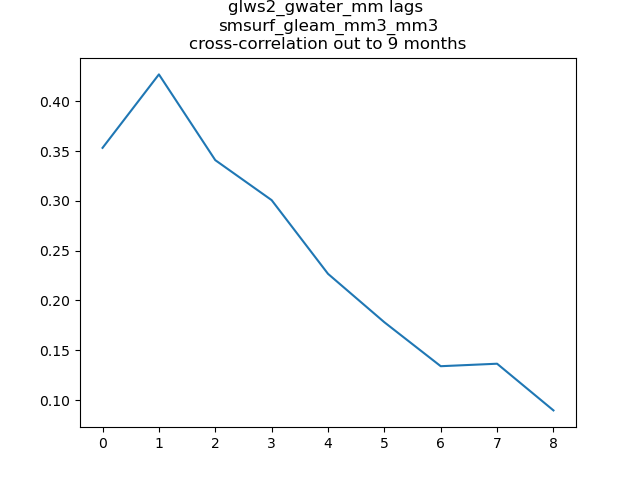 glws2_gwater_mm lags
smsurf_gleam_mm3_mm3
cross-correlation out to 9 months
0.40
0.35
0.30
0.25
0.20
0.15
0.10
0 1 2 3 4 5 6 7 8